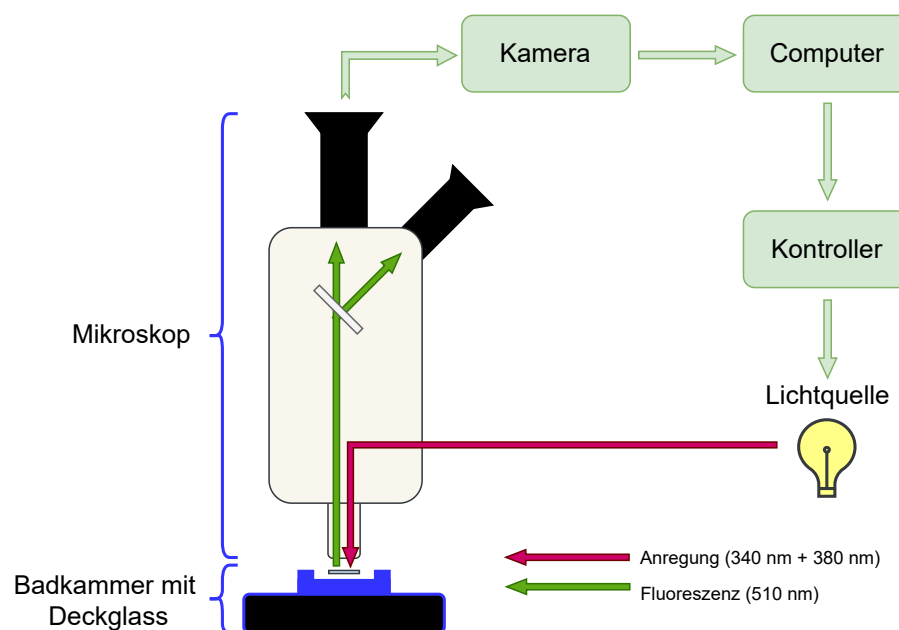 Kamera
Computer
Kontroller
Mikroskop
Lichtquelle
Anregung (340 nm + 380 nm)
Badkammer mit
Deckglass
Fluoreszenz (510 nm)